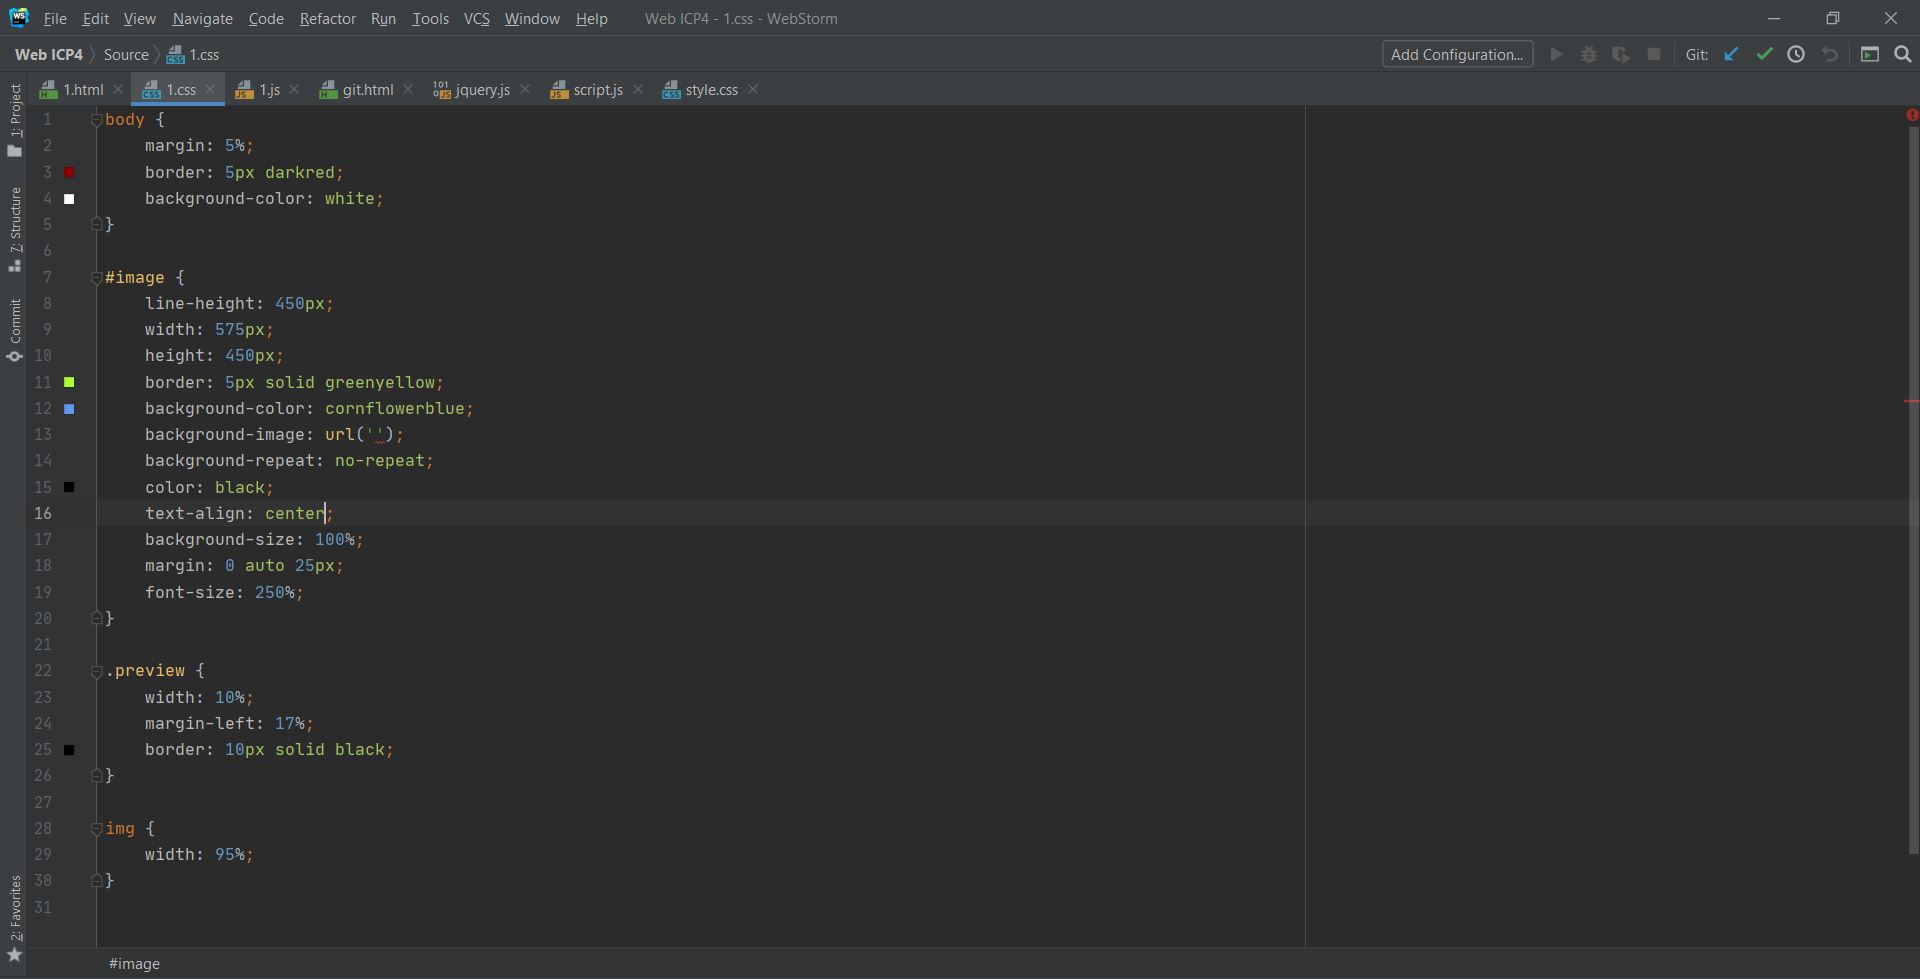 WS File Edit View Navigate Code Refactor Run Tools VCS Window Help Web ICP4 - 1.css - WebStorm
Web ICP4 Source 1.css Add Configuration... Git:
1.html 1.css 1.js git.html jquery.js script.js style.css
1: Project
7: Structure
Commit
2: Favorites
1 body {
2 margin: 5%;
3 border: 5px darkred;
4 background-color: white;
5 }
6
7 #image {
8 line-height: 450px;
9 width: 575px;
10 height: 450px;
11 border: 5px solid greenyellow;
12 background-color: cornflowerblue;
13 background-image: url('');
14 background-repeat: no-repeat;
15 color: black;
16 text-align: center;
17 background-size: 100%;
18 margin: 0 auto 25px;
19 font-size: 250%;
20 }
21
22 .preview {
23 width: 10%;
24 margin-left: 17%;
25 border: 10px solid black;
26 }
27
28 img {
29 width: 95%;
30 }
31
#image